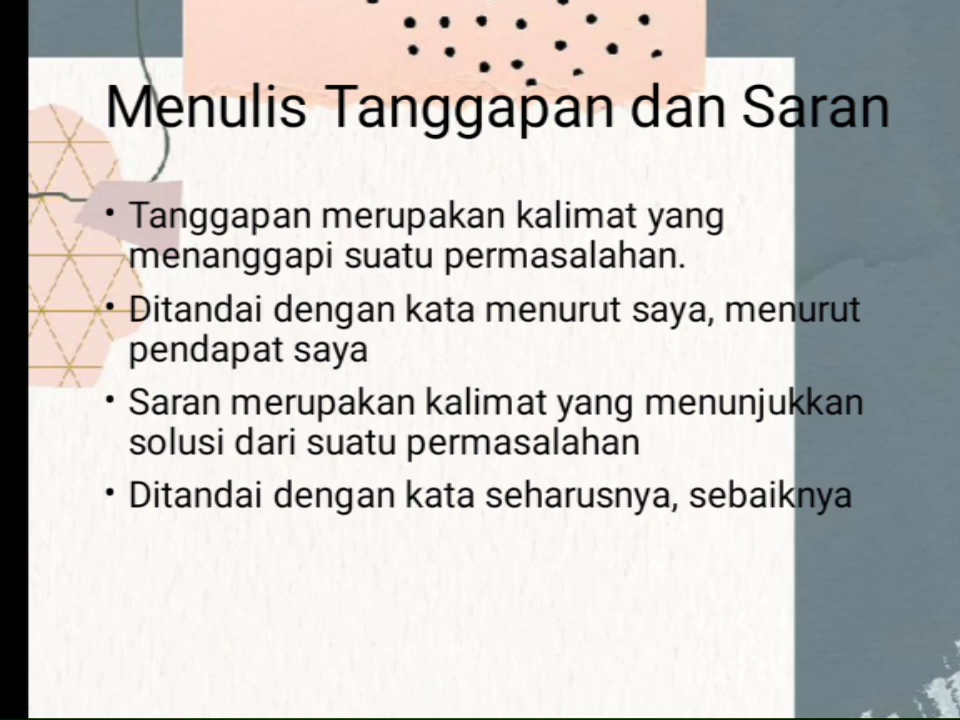 Menulis Tanggapan dan Saran
• Tanggapan merupakan kalimat yang
menanggapi suatu permasalahan.
• Ditandai dengan kata menurut saya, menurut
pendapat saya
• Saran merupakan kalimat yang menunjukkan
solusi dari suatu permasalahan
• Ditandai dengan kata seharusnya, sebaiknya